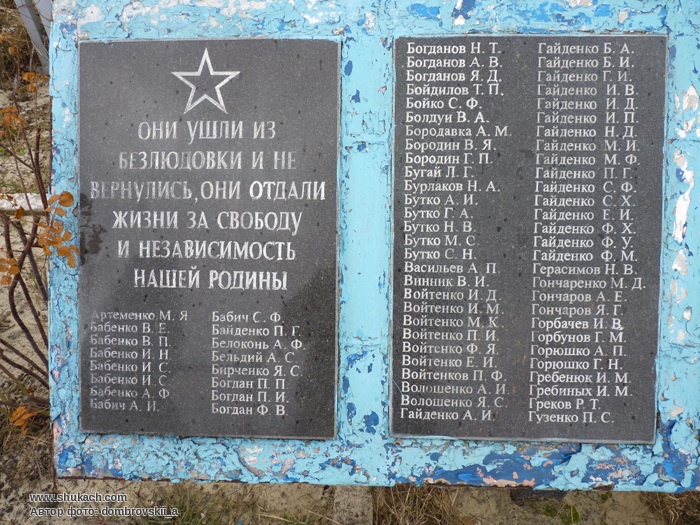 ОНИ УШЛИ ИЗ
БЕЗЛЮДОВКИ И НЕ
ВЕРНУЛИСЬ, ОНИ ОТДАЛИ
ЖИЗНИ ЗА СВОБОДУ
И НЕЗАВИСИМОСТЬ
НАШЕЙ РОДИНЫ
Артеменко М. Я
Бабенко В. Е.
Бабенко В. П.
Бабенко И. Н.
Бабенко И. С.
Бабенко И. С.
Бабенко А. Ф
Бабич А. И.
Бабич С. Ф.
Байденко П. Г.
Белоконь А. Ф
Бельдий А. С.
Бирченко Я. С.
Богдан П. П
Богдан П. И.
Богдан Ф. В.
Богданов Н. Т.
Богданов А. В.
Богданов Я. Д.
Бойдилов Т. П.
Бойко С. Ф.
Болдуи В. А.
Бородавка А. М.
Бородин В. Я.
Бородин Г. П.
Бугай Л. Г.
Бурлаков Н. А.
Бутко А. И.
Бутко Г. А.
Бутко Н. В.
Бутко М. С.
Бутко С. Н.
Васильев А. П
Винник В. И.
Войтенко И. Д.
Войтенко И. М.
Войтенко М. К.
Войтенко П. И.
Войтенко Ф. Я.
Войтенко Е. И.
Войтенков П. Ф
Волошенко А. И.
Волошенко Я. С.
Гайденко А. И.
Гайденко Б. А.
Гайденко Б. И.
Гайденко Г. И.
Гайденко И. В.
Гайденко И. Д.
Гайденко И. П.
Гайденко Н. Д.
Гайденко М. И.
Гайденко М. Ф.
Гайденко П. Г.
Гайденко С. Ф.
Гайденко С. Х.
Гайденко Е. И.
Гайденко Ф. Х.
Гайденко Ф. У.
Гайденко Ф. М.
Герасимов Н. В.
Гончаренко М. Д.
Гончаров А. Е.
Гончаров Я. Г.
Горбачев И. В.
Горбунов Г. М.
Горюшко А. П.
Горюшко Г. Н.
Гребенюк И. М.
Гребиных И. М.
Греков Р. Т.
Гузенко П. С.
www.shukach.com
Автор фото: dombrovskii_a